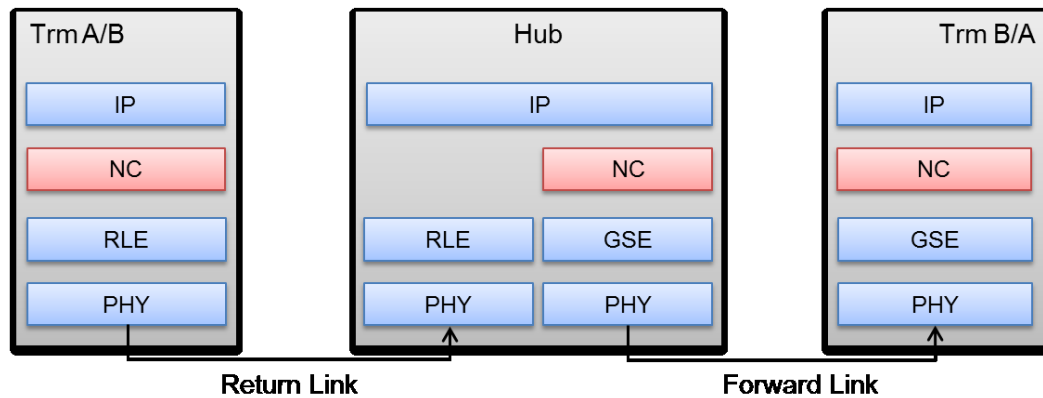 Trm A/B
IP
NC
RLE
PHY
Hub
IP
NC
RLE GSE
PHY PHY
Trm B/A
IP
NC
GSE
PHY
Return Link
Forward Link